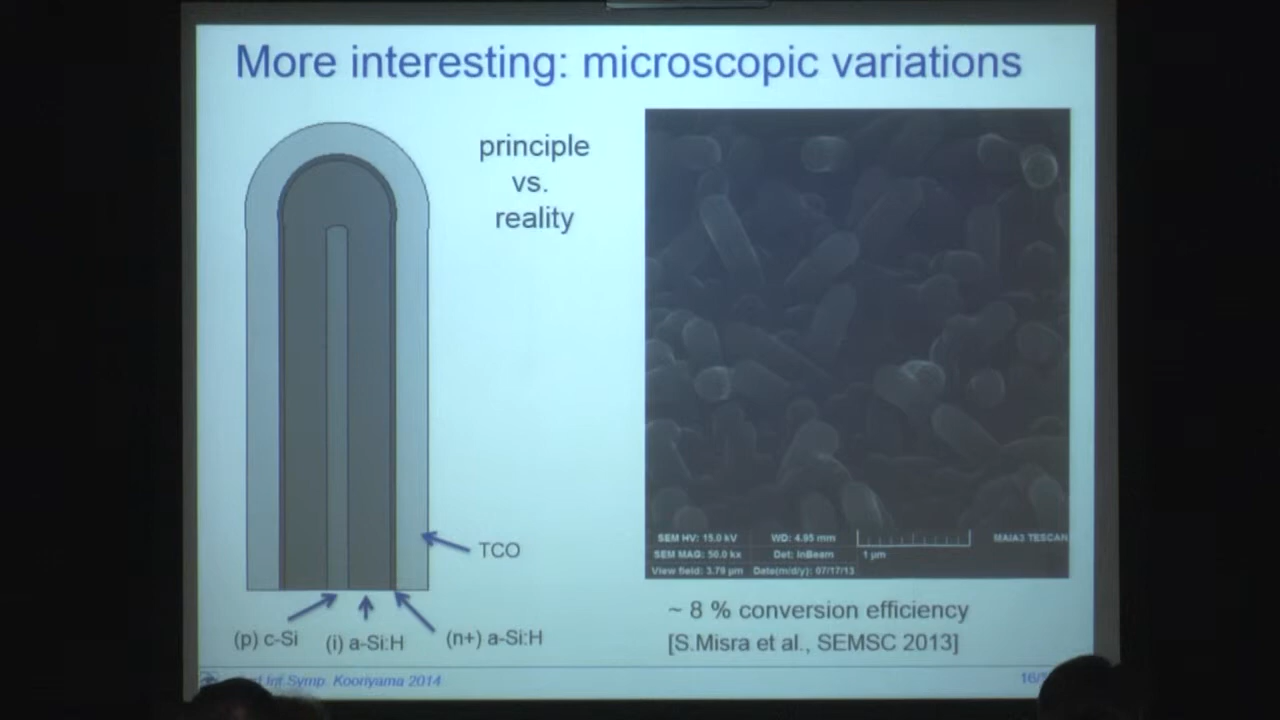 More interesting: microscopic variations
principle
vs.
reality
TCO
(p) c-Si
(i) a-Si:H
(n+) a-Si:H
SEM HV: 15.0 kV
WD: 4.95 mm
MAIA3 TESCAN
SEM MAG: 50.0 kx
Det: InBeam
1 µm
View field: 3.79 µm
Date(m/d/y): 07/17/13
~ 8 % conversion efficiency
[S.Misra et al., SEMSC 2013]
Int Symp. Kooriyama 2014